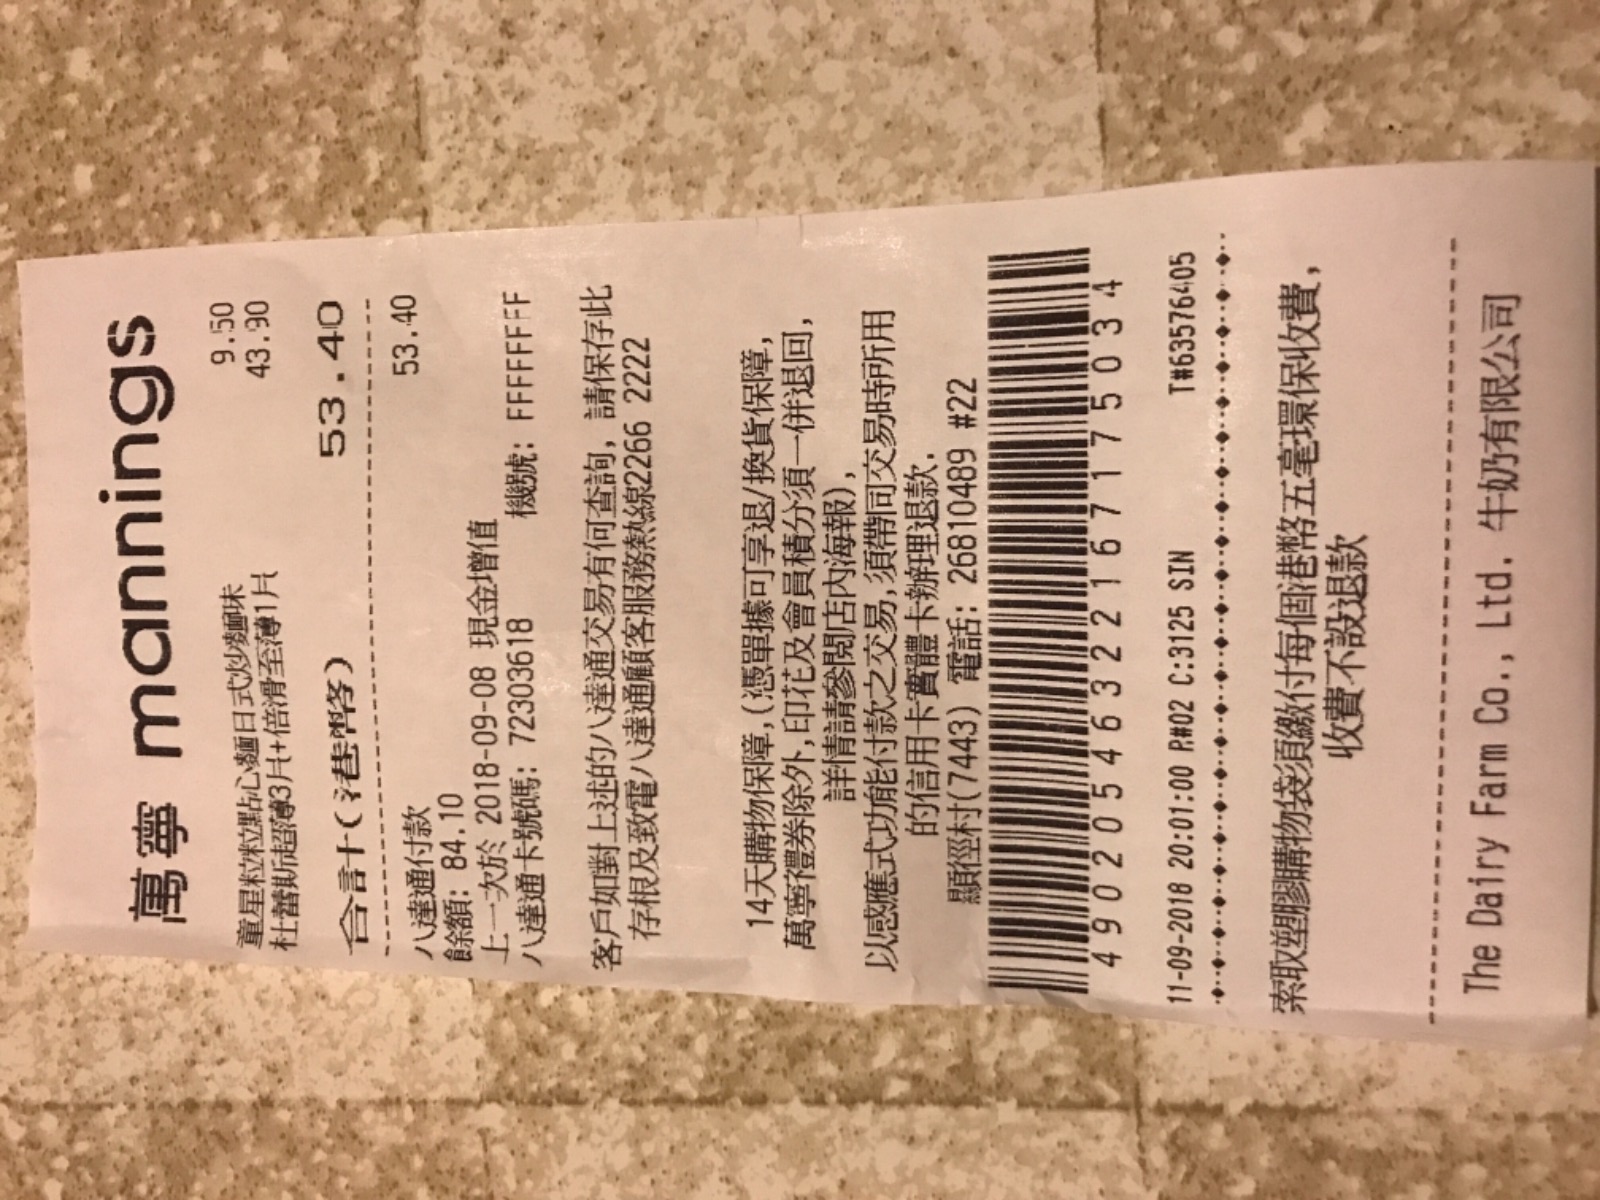 萬寧 mannings
童星粒粒點心麵日式炒麵味 9.50
杜蕾斯超薄3片+倍滑至薄1片 43.90
合計(港幣) 53.40
八達通付款 53.40
餘額: 84.10
上一次於 2018-09-08 現金增值
八達通卡號碼: 72303618 機號: FFFFFFFF
客戶如對上述的八達通交易有何查詢, 請保存此
存根及致電八達通顧客服務熱線2266 2222
14天購物保障,(憑單據可享退/換貨保障,
萬寧禮券除外,印花及會員積分須一併退回,
詳情請參閱店內海報),
以感應式功能付款之交易,須帶同交易時所用
的信用卡實體卡辦理退款.
顯徑村(7443) 電話: 26810489 #22
49020546322167175034
11-09-2018 20:01:00 R#02 C:3125 SIN T#63576405
索取塑膠購物袋須繳付每個港幣五毫環保收費,
收費不設退款
The Dairy Farm Co., Ltd. 牛奶有限公司